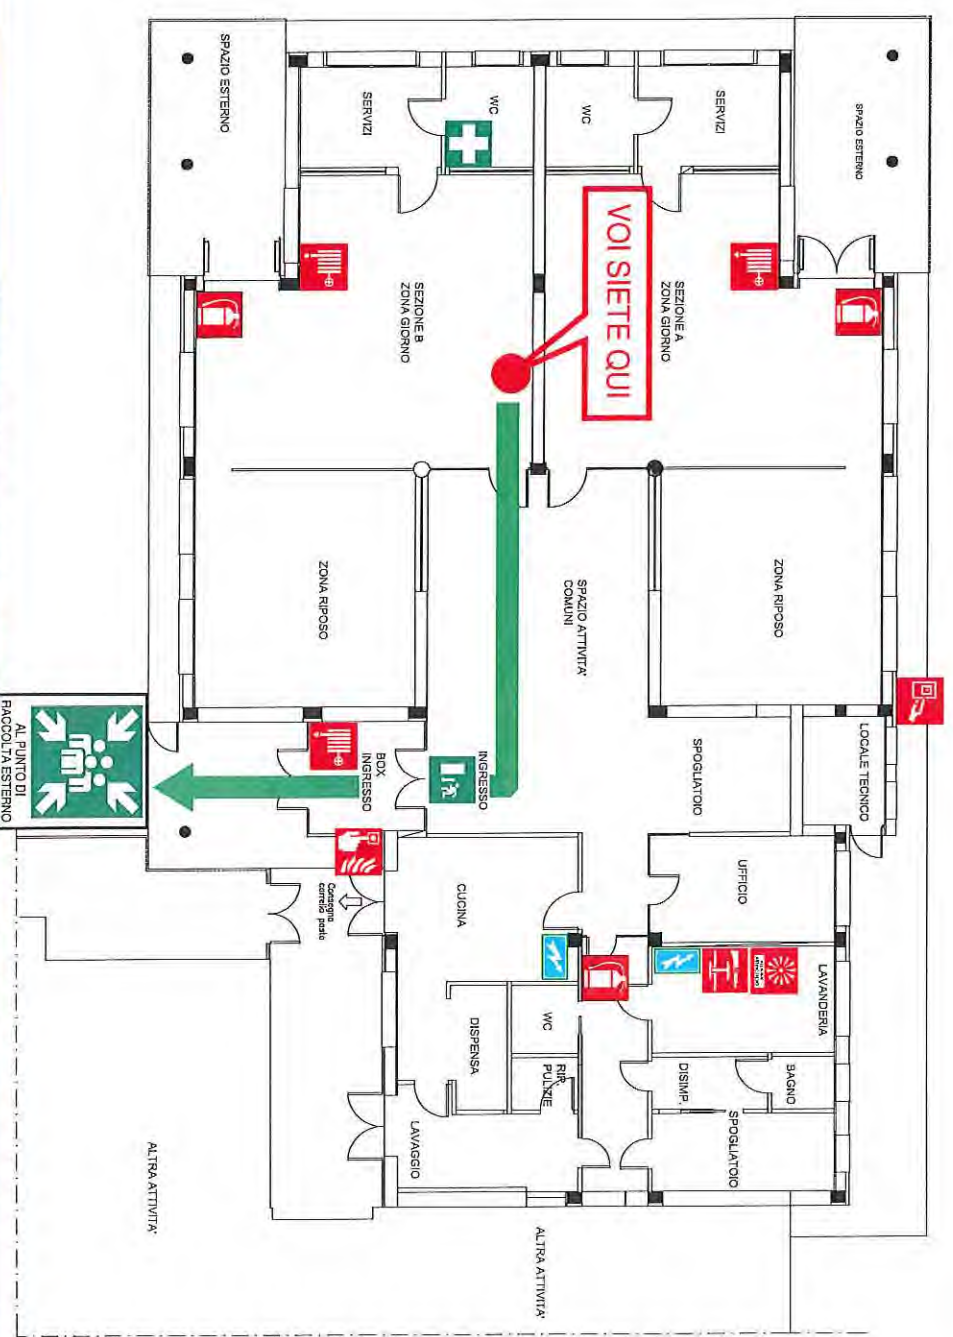 SPAZIO ESTERNO
SERVIZI
WC
WC
SERVIZI
SPAZIO ESTERNO
VOI SIETE QUI
SEZIONE B
ZONA GIORNO
SEZIONE A
ZONA GIORNO
ZONA RIPOSO
SPAZIO ATTIVITA'
COMUNI
ZONA RIPOSO
AL PUNTO DI
RACCOLTA ESTERNO
BOX
INGRESSO
INGRESSO
SPOGLIATOIO
LOCALE TECNICO
Consegna
carrello pasto
CUCINA
UFFICIO
LAVANDERIA
DISPENSA
WC
RIP.
PULIZIE
DISIMP.
BAGNO
LAVAGGIO
SPOGLIATOIO
ALTRA ATTIVITA'
ALTRA ATTIVITA'